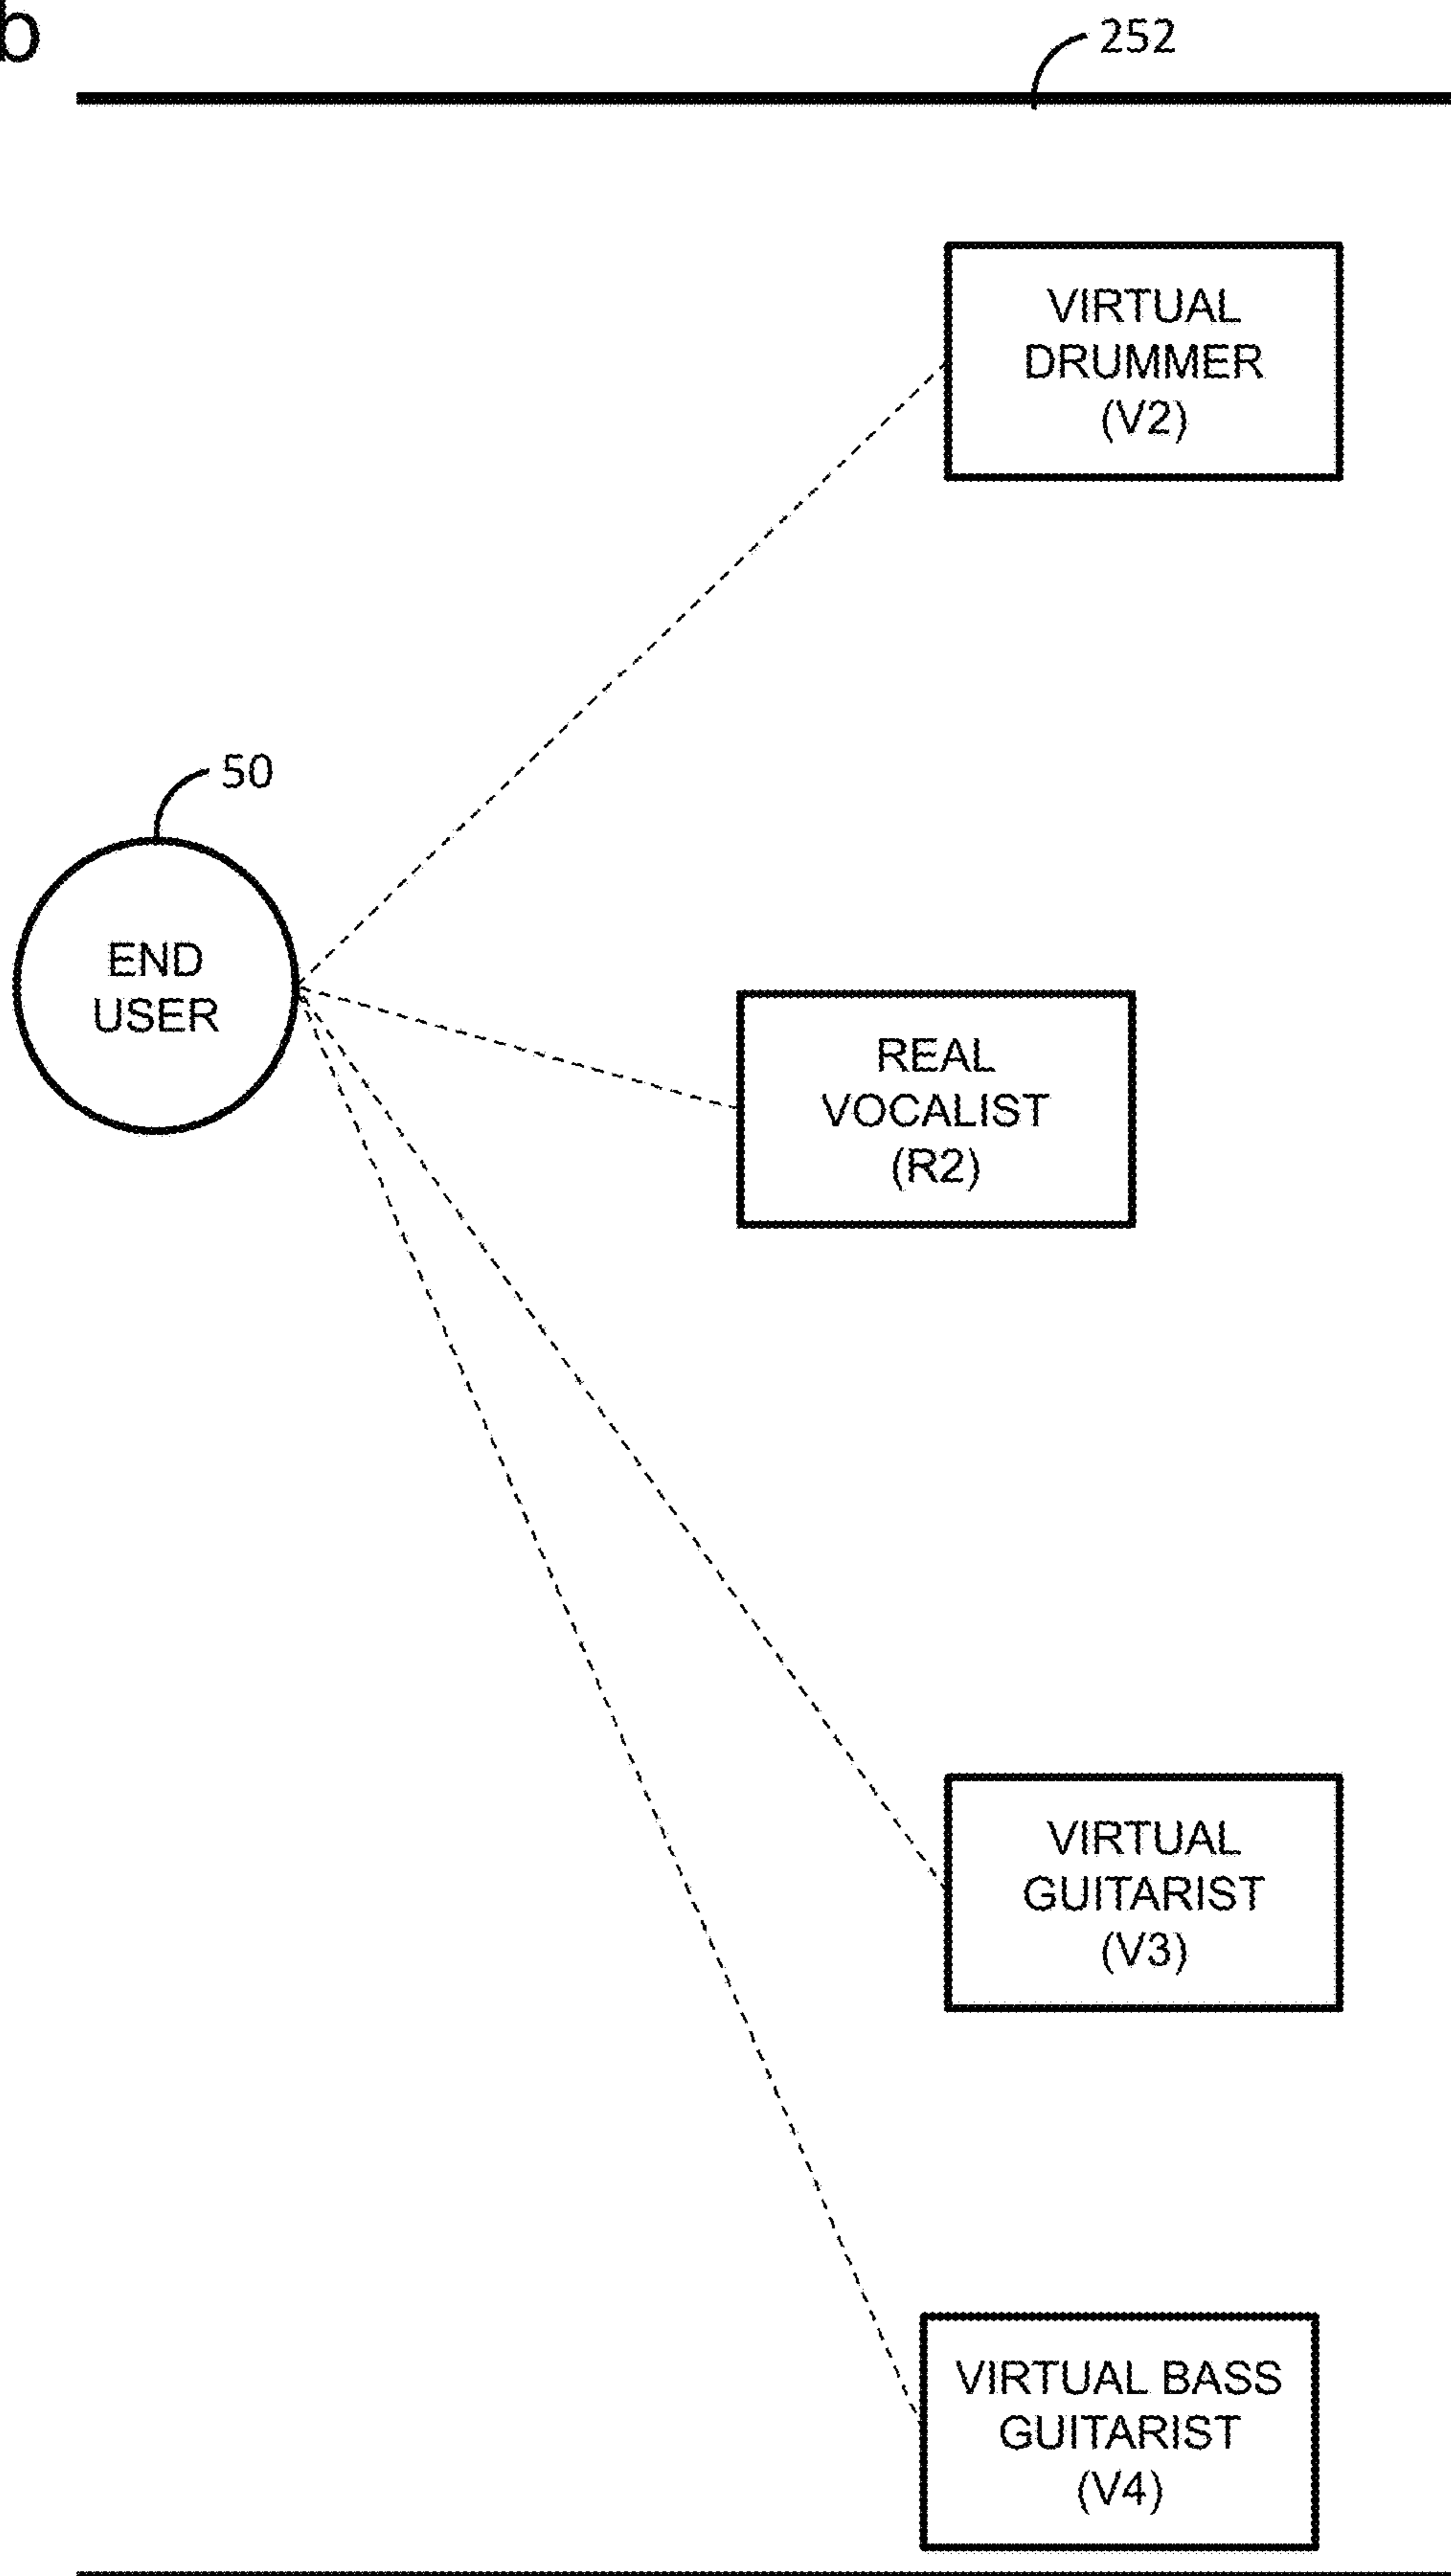 b
252
VIRTUAL
DRUMMER
(V2)
50
END
USER
REAL
VOCALIST
(R2)
VIRTUAL
GUITARIST
(V3)
VIRTUAL BASS
GUITARIST
(V4)